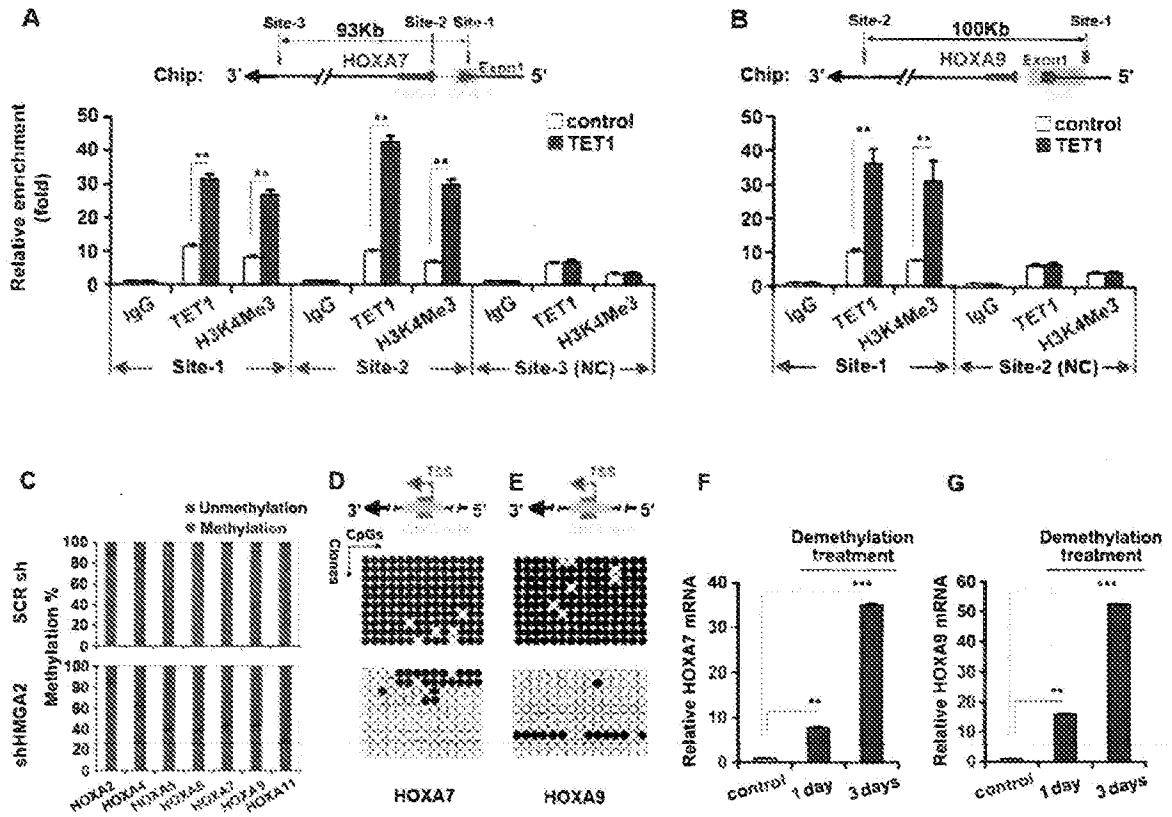 A
Site-3
Site-2
Site-1
93Kb
HOXA7
Exon1
Chip:
3'
5'
Relative enrichment
(fold)
50
40
30
20
10
0
control
TET1
**
**
**
**
IgG
TET1
H3K4Me3
IgG
TET1
H3K4Me3
IgG
TET1
H3K4Me3
Site-1
Site-2
Site-3 (NC)
B
Site-2
Site-1
100Kb
HOXA9
Exon1
Chip:
3'
5'
50
40
30
20
10
0
control
TET1
**
**
IgG
TET1
H3K4Me3
IgG
TET1
H3K4Me3
Site-1
Site-2 (NC)
C
Unmethylation
Methylation
SCR sh
shHMGA2
Methylation %
100
80
60
40
20
0
100
80
60
40
20
0
HOXA2
HOXA4
HOXA5
HOXA6
HOXA7
HOXA9
HOXA11
D
TSS
3'
5'
CpGs
Clones
HOXA7
E
TSS
3'
5'
HOXA9
F
Demethylation
treatment
Relative HOXA7 mRNA
40
30
20
10
0
**
***
control
1 day
3 days
G
Demethylation
treatment
Relative HOXA9 mRNA
60
50
40
30
20
10
0
**
***
control
1 day
3 days